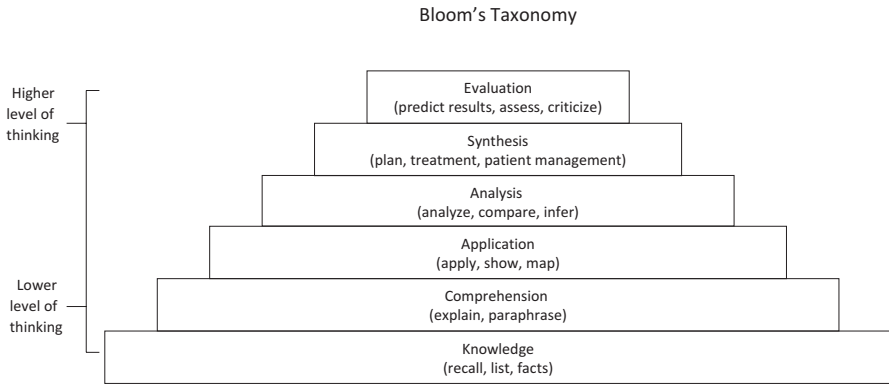 Bloom’s Taxonomy
Higher
level of
thinking
Evaluation
(predict results, assess, criticize)
Synthesis
(plan, treatment, patient management)
Analysis
(analyze, compare, infer)
Application
(apply, show, map)
Lower
level of
thinking
Comprehension
(explain, paraphrase)
Knowledge
(recall, list, facts)